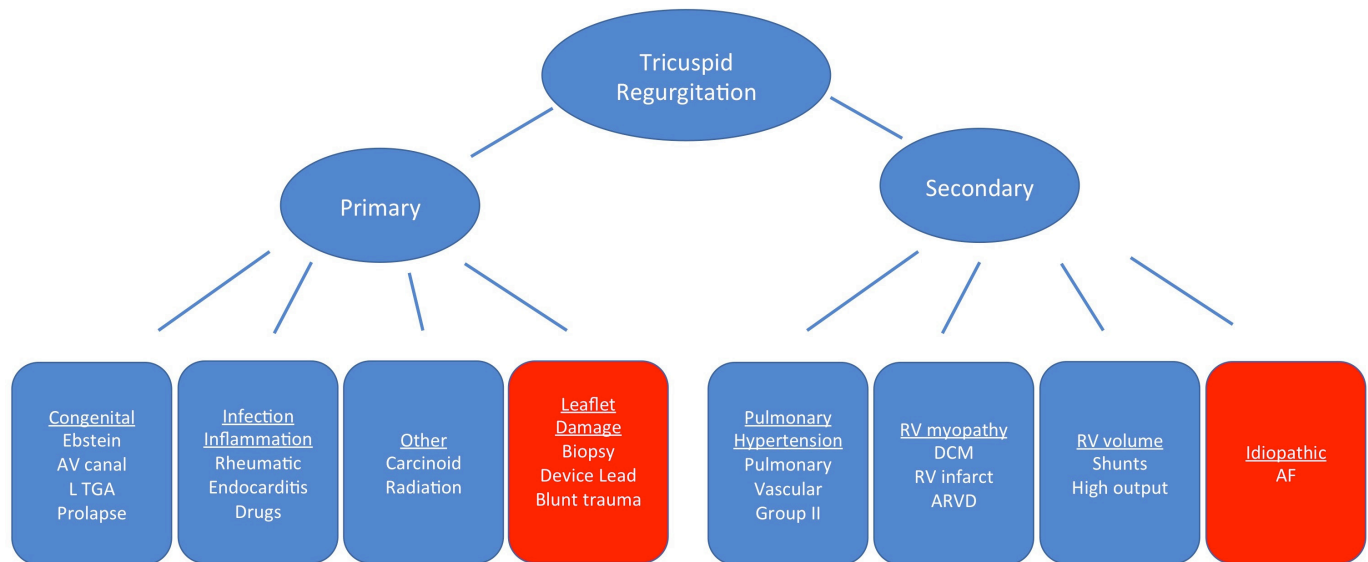 Tricuspid
Regurgitation
Primary
Secondary
Congenital
Ebstein
AV canal
L TGA
Prolapse
Infection
Inflammation
Rheumatic
Endocarditis
Drugs
Other
Carcinoid
Radiation
Leaflet
Damage
Biopsy
Device Lead
Blunt trauma
Pulmonary
Hypertension
Pulmonary
Vascular
Group II
RV myopathy
DCM
RV infarct
ARVD
RV volume
Shunts
High output
Idiopathic
AF